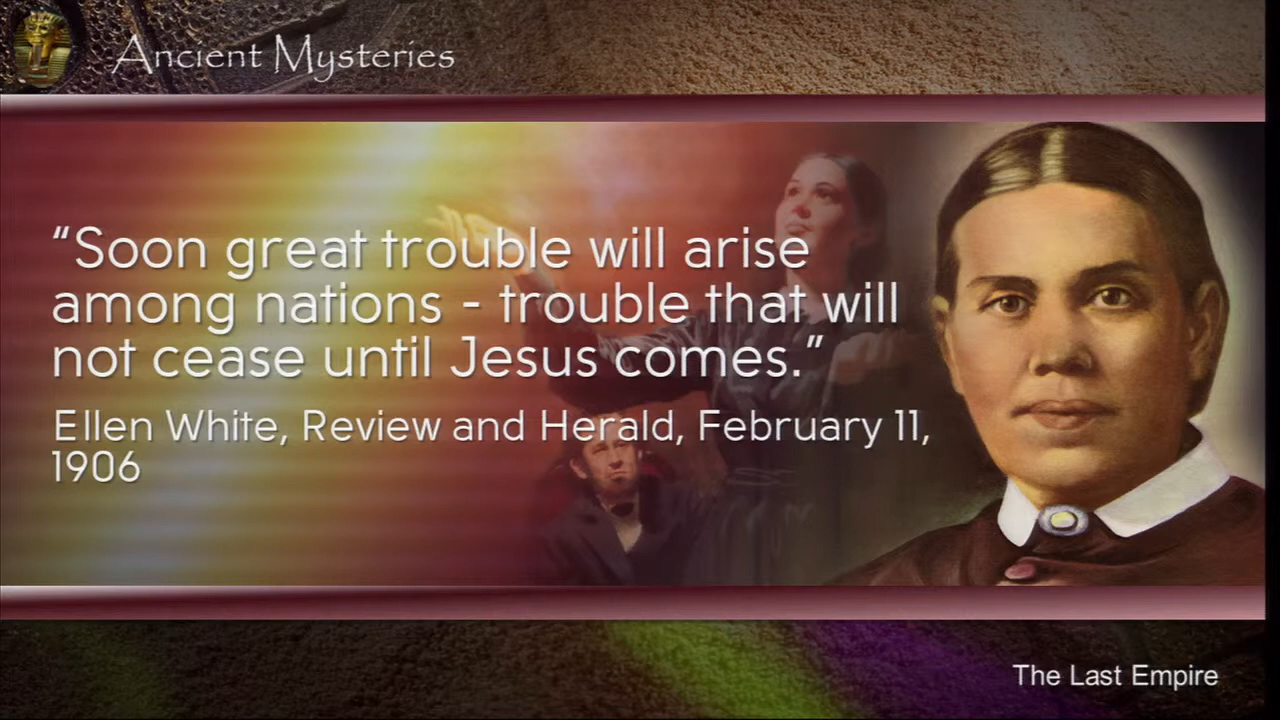 Ancient Mysteries
“Soon great trouble will arise
among nations - trouble that will
not cease until Jesus comes.”
Ellen White, Review and Herald, February 11,
1906
The Last Empire